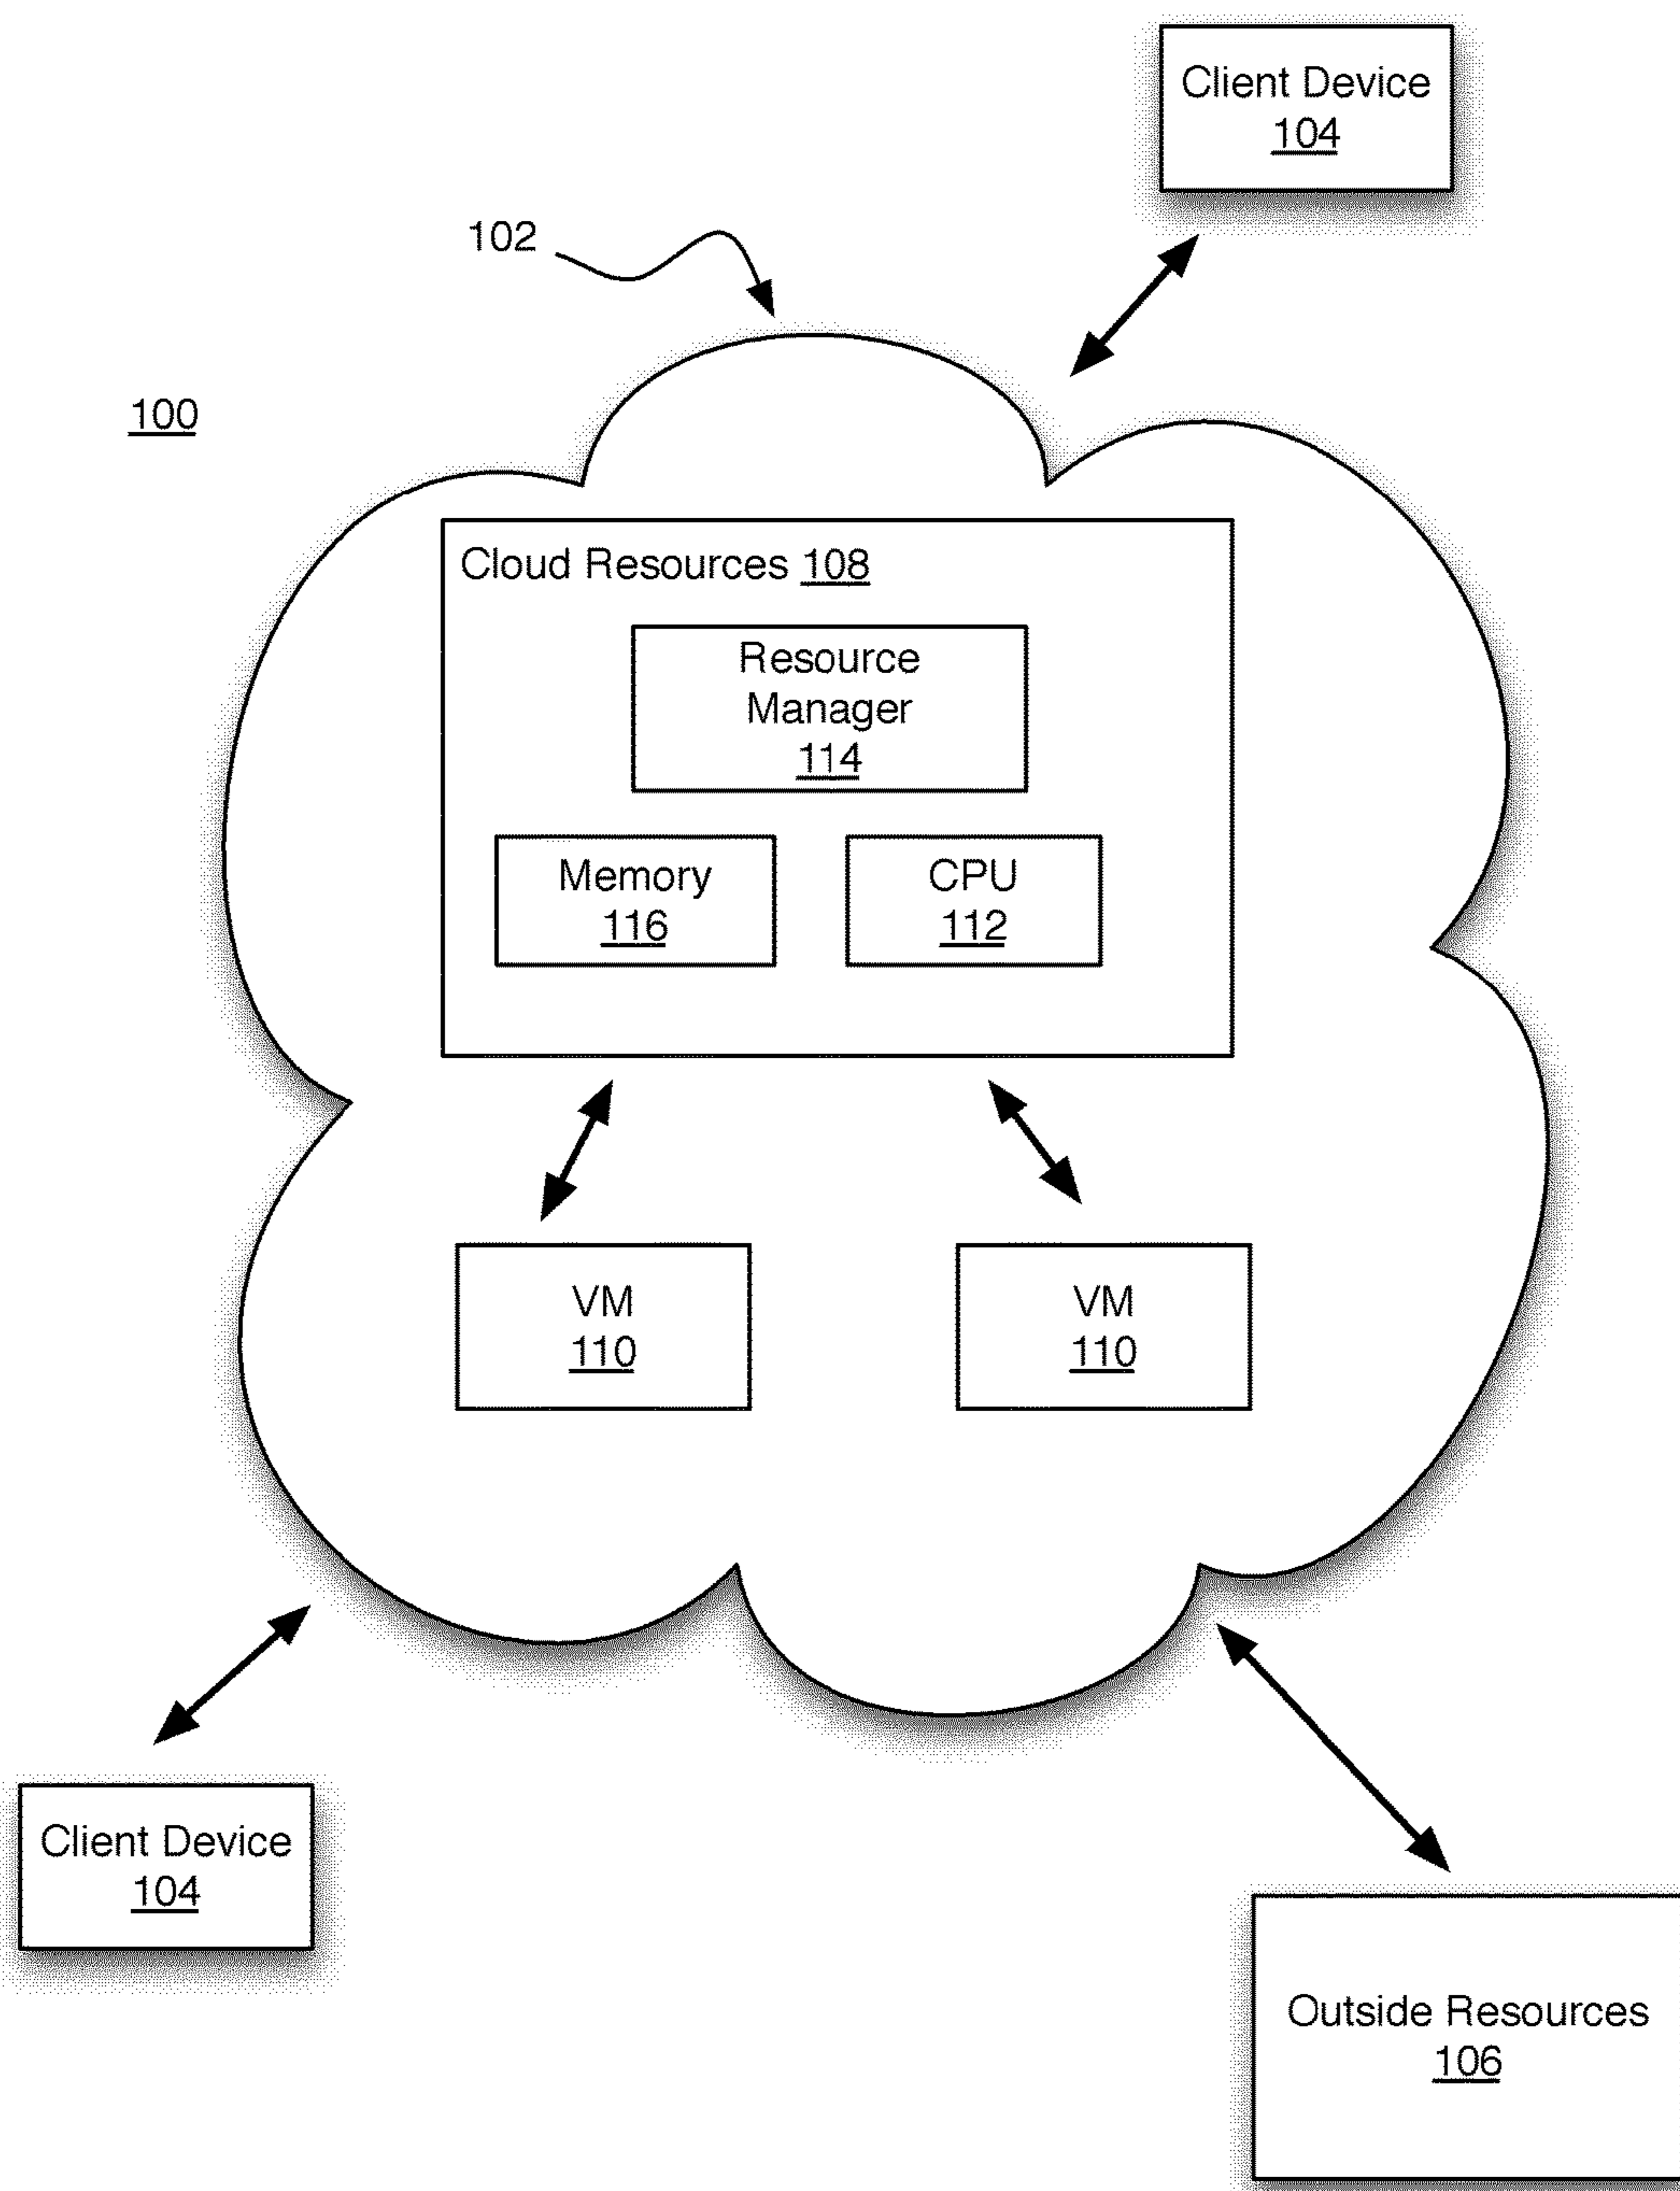 Client Device
104
102
100
Cloud Resources 108
Resource
Manager
114
Memory
116
CPU
112
VM
110
VM
110
Client Device
104
Outside Resources
106